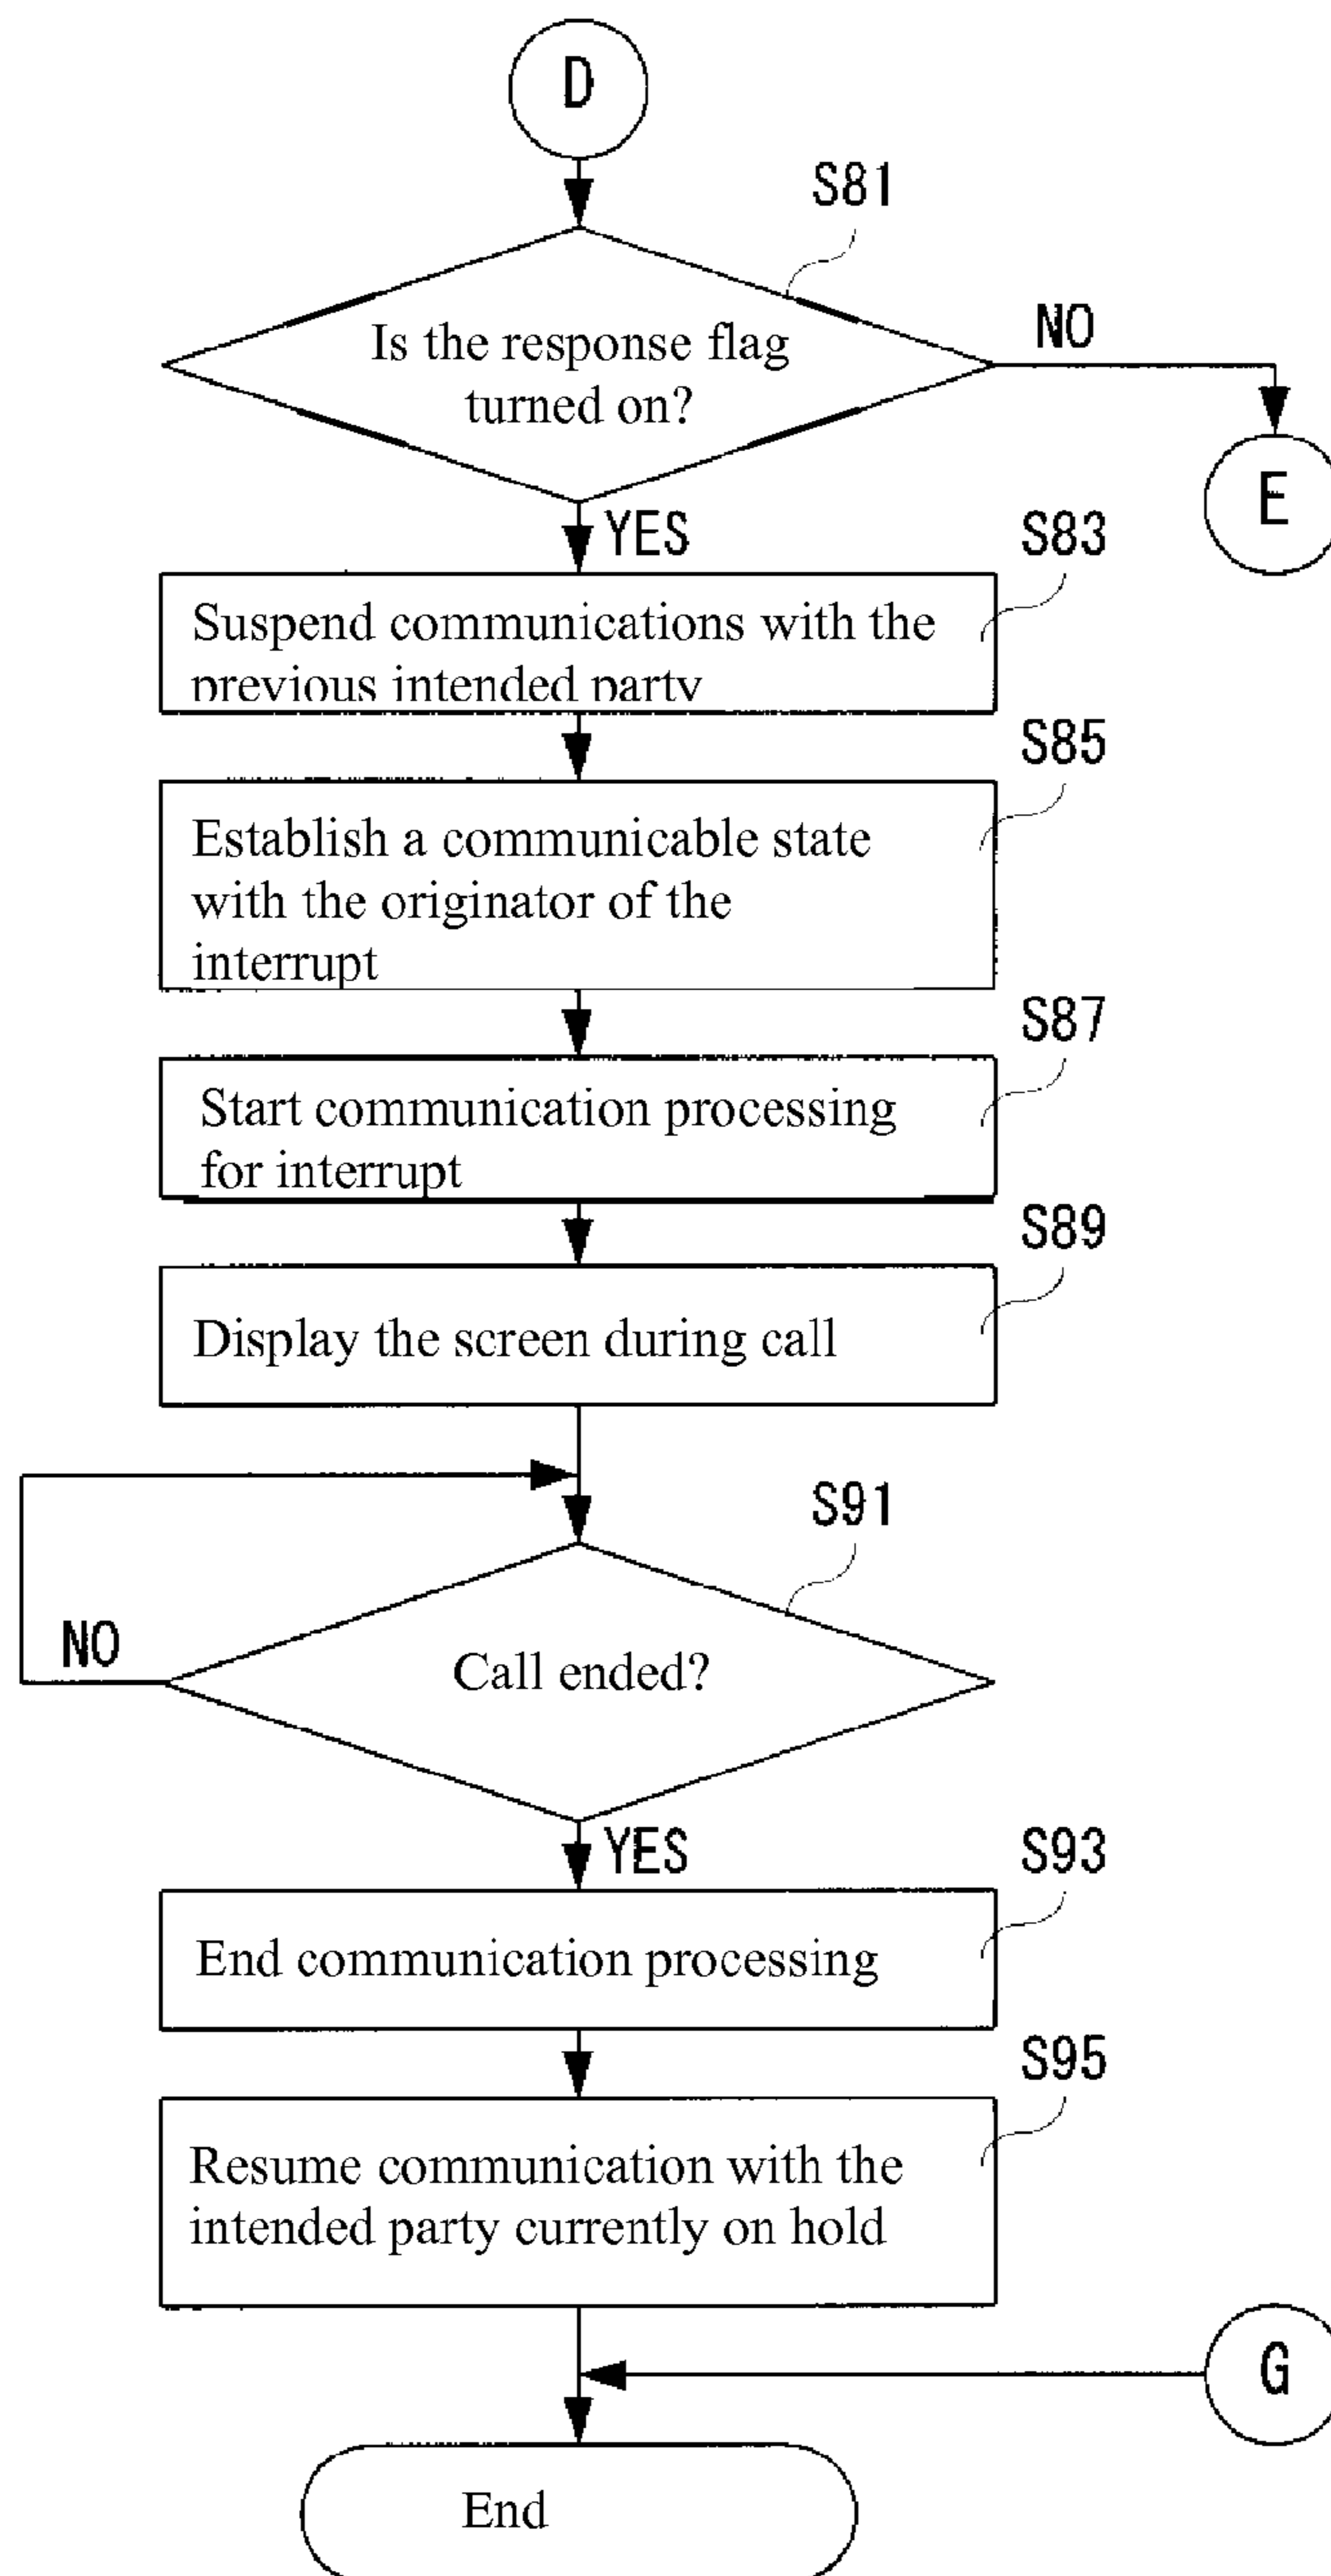 D
S81
Is the response flag
turned on?
NO
E
YES
S83
Suspend communications with the
previous intended party
S85
Establish a communicable state
with the originator of the
interrupt
S87
Start communication processing
for interrupt
S89
Display the screen during call
S91
NO
Call ended?
YES
S93
End communication processing
S95
Resume communication with the
intended party currently on hold
G
End